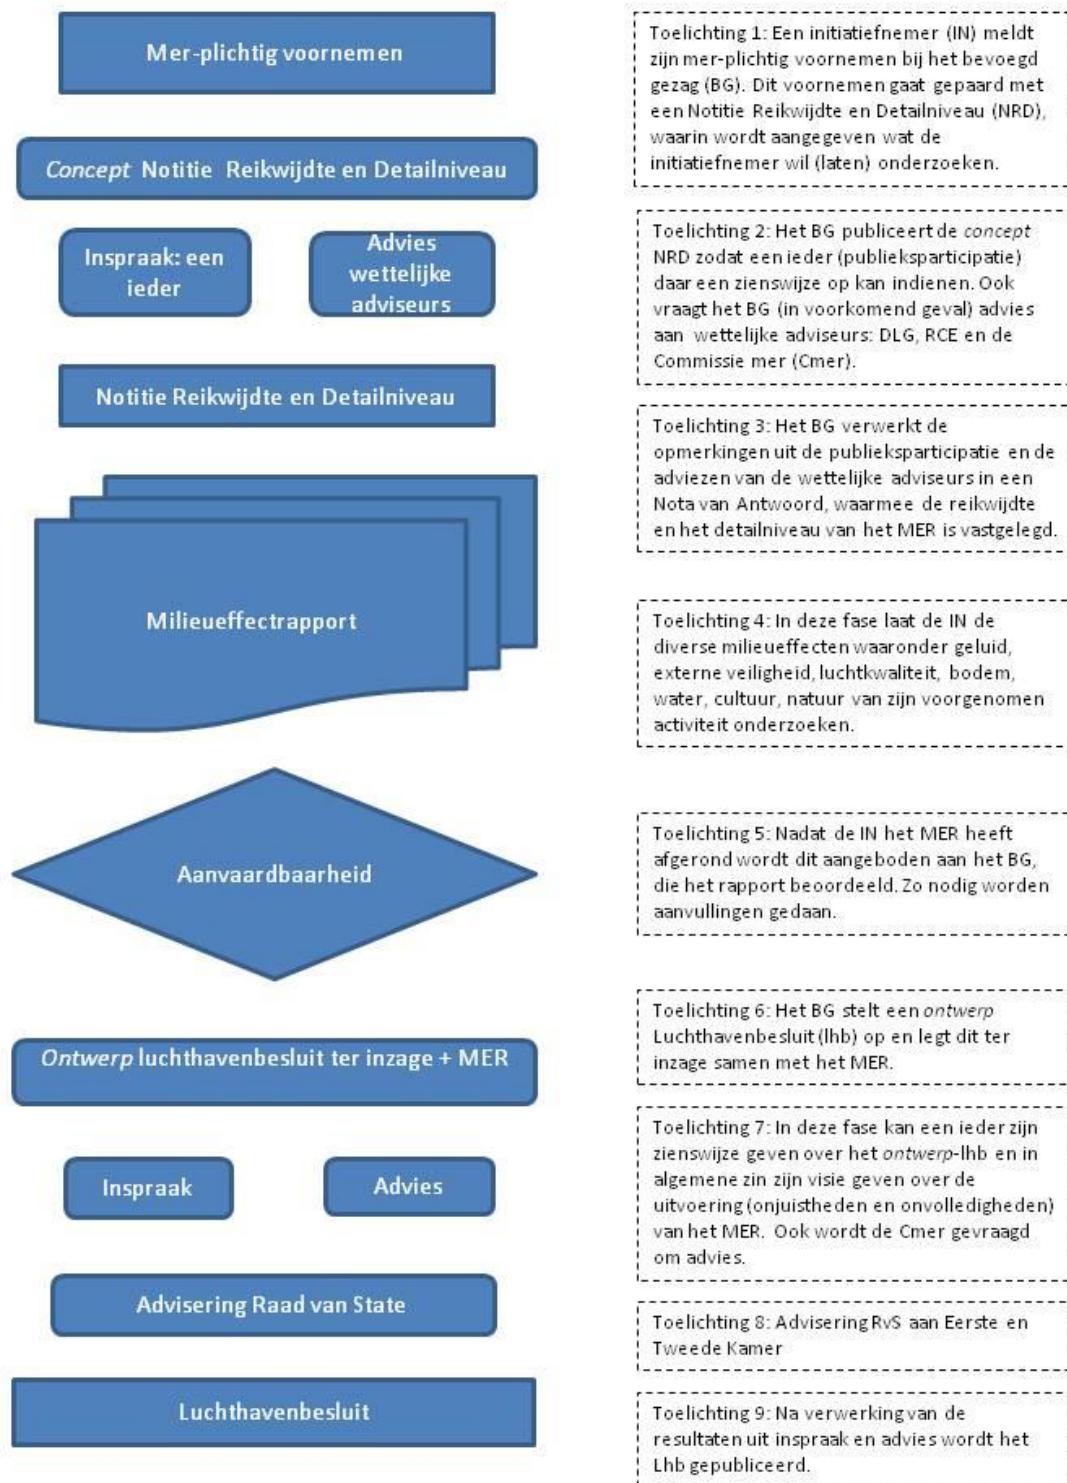 Mer-plichtig voornemen
Toelichting 1: Een initiatiefnemer (IN) meldt
zijn mer-plichtig voornemen bij het bevoegd
gezag (BG). Dit voornemen gaat gepaard met
een Notitie Reikwijdte en Detailniveau (NRD),
waarin wordt aangegeven wat de
initiatiefnemer wil (laten) onderzoeken.
Concept Notitie Reikwijdte en Detailniveau
Inspraak: een
ieder
Advies
wettelijke
adviseurs
Toelichting 2: Het BG publiceert de concept
NRD zodat een ieder (publieksparticipatie)
daar een zienswijze op kan indienen. Ook
vraagt het BG (in voorkomend geval) advies
aan wettelijke adviseurs: DLG, RCE en de
Commissie mer (Cmer).
Notitie Reikwijdte en Detailniveau
Toelichting 3: Het BG verwerkt de
opmerkingen uit de publieksparticipatie en de
adviezen van de wettelijke adviseurs in een
Nota van Antwoord, waarmee de reikwijdte
en het detailniveau van het MER is vastgelegd.
Milieueffectrapport
Toelichting 4: In deze fase laat de IN de
diverse milieueffecten waaronder geluid,
externe veiligheid, luchtkwaliteit, bodem,
water, cultuur, natuur van zijn voorgenomen
activiteit onderzoeken.
Aanvaardbaarheid
Toelichting 5: Nadat de IN het MER heeft
afgerond wordt dit aangeboden aan het BG,
die het rapport beoordeeld. Zo nodig worden
aanvullingen gedaan.
Ontwerp luchthavenbesluit ter inzage + MER
Toelichting 6: Het BG stelt een ontwerp
Luchthavenbesluit (lhb) op en legt dit ter
inzage samen met het MER.
Inspraak
Advies
Toelichting 7: In deze fase kan een ieder zijn
zienswijze geven over het ontwerp-lhb en in
algemene zin zijn visie geven over de
uitvoering (onjuistheden en onvolledigheden)
van het MER. Ook wordt de Cmer gevraagd
om advies.
Advisering Raad van State
Toelichting 8: Advisering RvS aan Eerste en
Tweede Kamer
Luchthavenbesluit
Toelichting 9: Na verwerking van de
resultaten uit inspraak en advies wordt het
Lhb gepubliceerd.